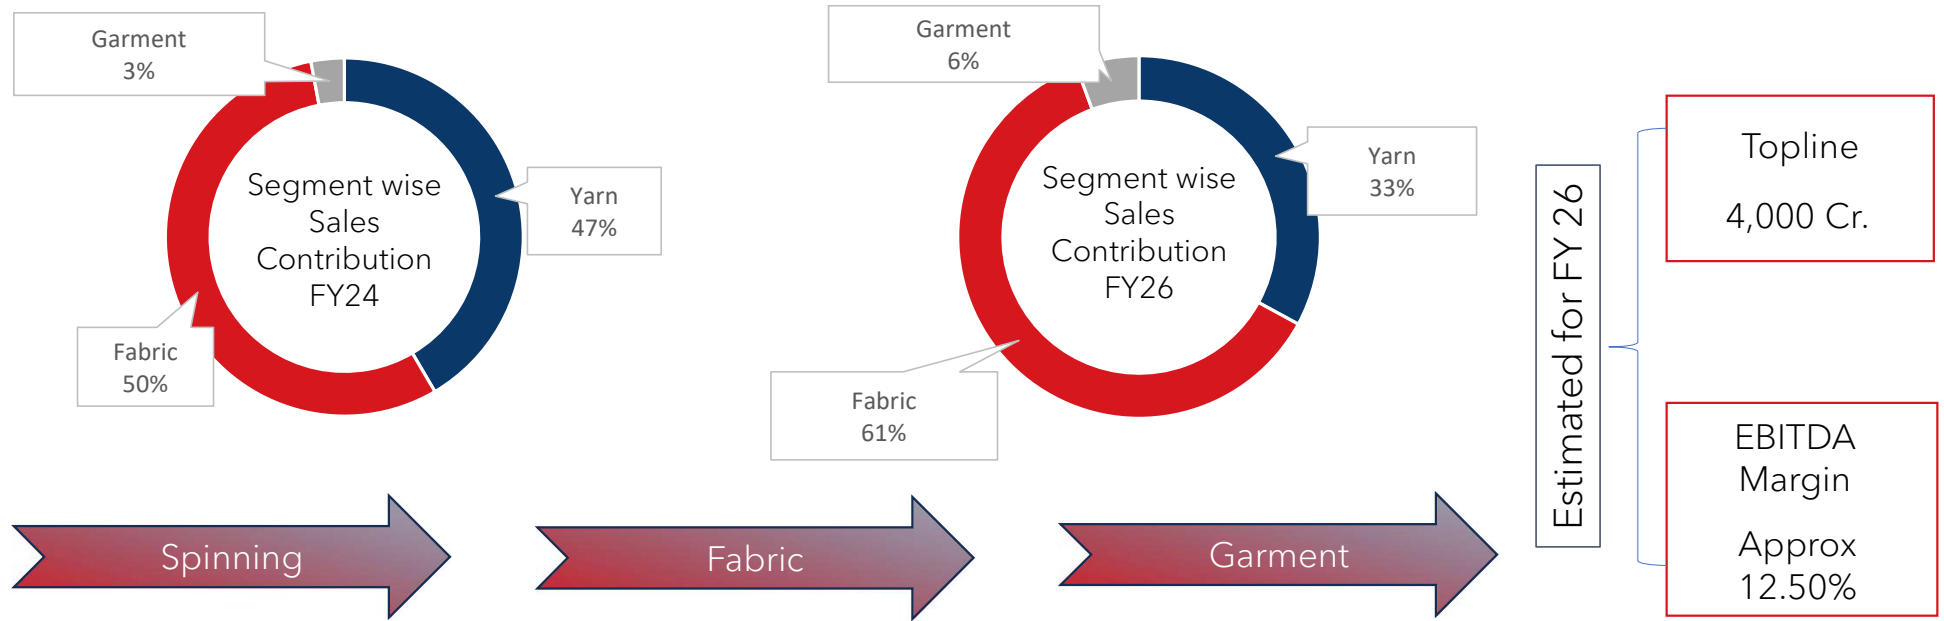 Garment
3%
Segment wise
Sales
Contribution
FY24
Yarn
47%
Fabric
50%
Garment
6%
Segment wise
Sales
Contribution
FY26
Yarn
33%
Fabric
61%
Estimated for FY 26
Topline
4,000 Cr.
EBITDA
Margin
Approx
12.50%
Spinning
Fabric
Garment